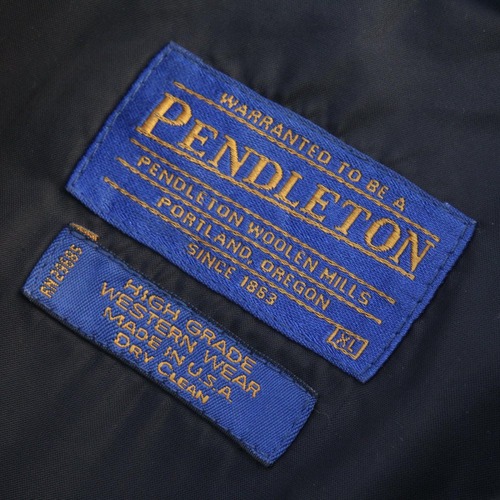 WARRANTED TO BE A
PENDLETON
PENDLETON WOOLEN MILLS
PORTLAND, OREGON
SINCE 1863
XL
HIGH GRADE
WESTERN WEAR
MADE IN U.S.A.
DRY CLEAN